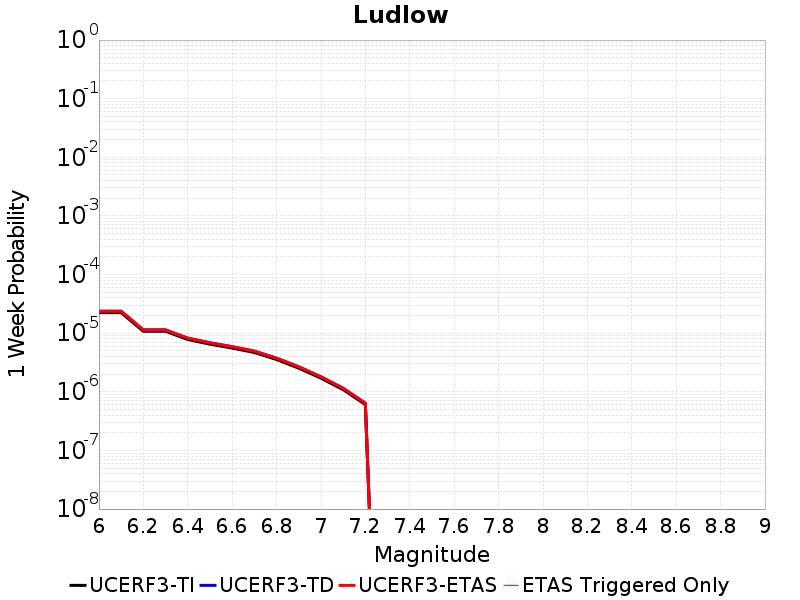 Ludlow
1 Week Probability
10^0
10^-1
10^-2
10^-3
10^-4
10^-5
10^-6
10^-7
10^-8
6 6.2 6.4 6.6 6.8 7 7.2 7.4 7.6 7.8 8 8.2 8.4 8.6 8.8 9
Magnitude
UCERF3-TI UCERF3-TD UCERF3-ETAS ETAS Triggered Only